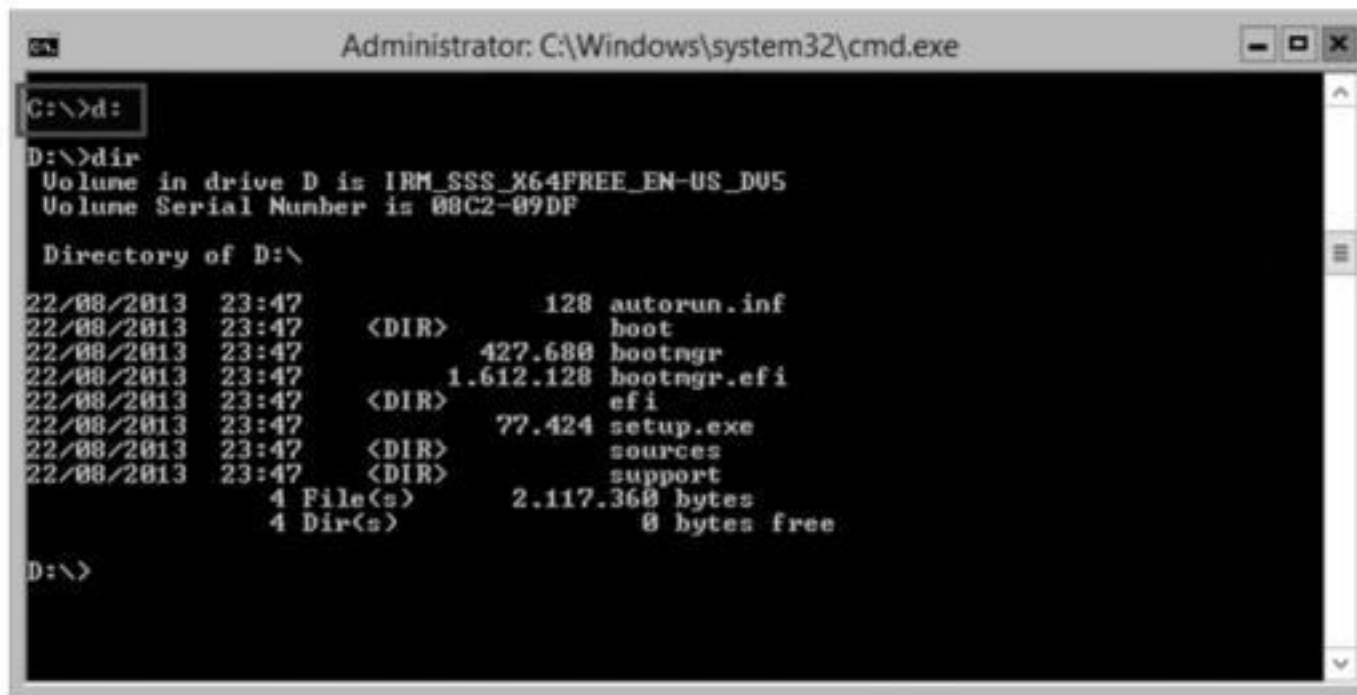 Administrator: C:\Windows\system32\cmd.exe
C:\>d:
D:\>dir
Volume in drive D is IRM_SSS_X64FREE_EN-US_DV5
Volume Serial Number is 08C2-09DF
Directory of D:\
22/08/2013 23:47 128 autorun.inf
22/08/2013 23:47 <DIR> boot
22/08/2013 23:47 427.680 bootmgr
22/08/2013 23:47 1.612.128 bootmgr.efi
22/08/2013 23:47 <DIR> efi
22/08/2013 23:47 77.424 setup.exe
22/08/2013 23:47 <DIR> sources
22/08/2013 23:47 <DIR> support
4 File(s) 2.117.360 bytes
4 Dir(s) 0 bytes free
D:\>